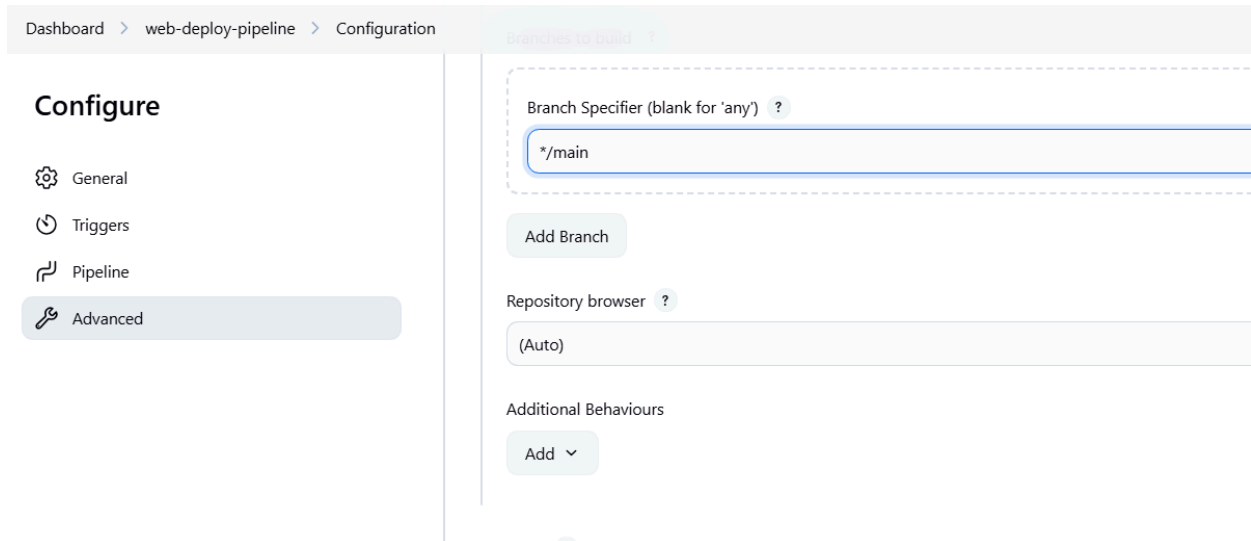 Dashboard > web-deploy-pipeline > Configuration
Branches to build ?
Configure
General
Triggers
Pipeline
Advanced
Branch Specifier (blank for 'any') ?
*/main
Add Branch
Repository browser ?
(Auto)
Additional Behaviours
Add